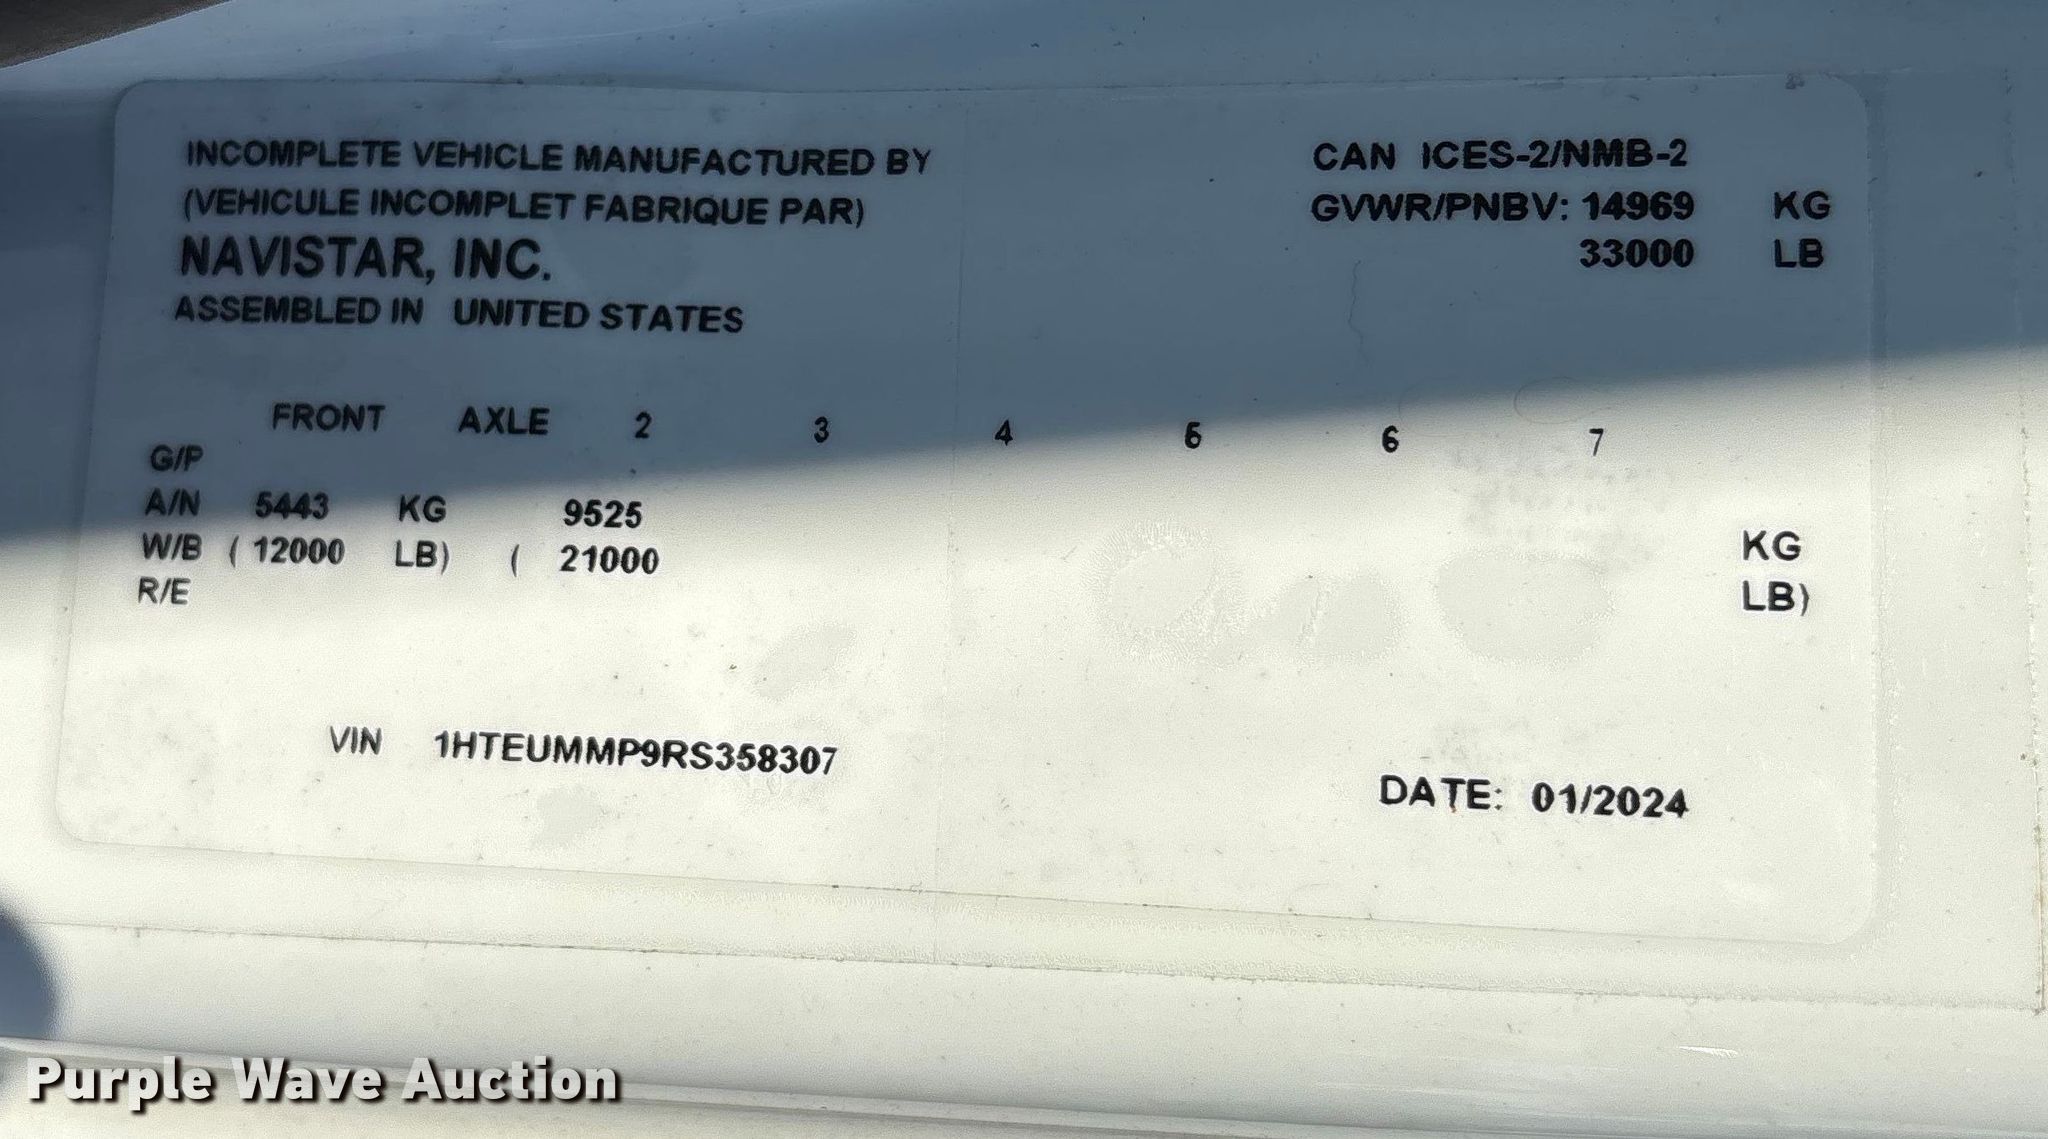 INCOMPLETE VEHICLE MANUFACTURED BY
(VEHICULE INCOMPLET FABRIQUE PAR)
NAVISTAR, INC.
ASSEMBLED IN UNITED STATES
CAN ICES-2/NMB-2
GVWR/PNBV: 14969 KG
33000 LB
FRONT AXLE 2 3 4 5 6 7
G/P
A/N 5443 KG 9525 KG
W/B ( 12000 LB) ( 21000 LB)
R/E
VIN 1HTEUMMP9RS358307
DATE: 01/2024
Purple Wave Auction